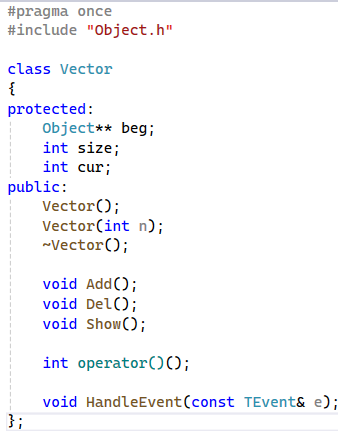 #pragma once
#include "Object.h"
class Vector
{
protected:
Object** beg;
int size;
int cur;
public:
Vector();
Vector(int n);
~Vector();
void Add();
void Del();
void Show();
int operator()();
void HandleEvent(const TEvent& e);
};